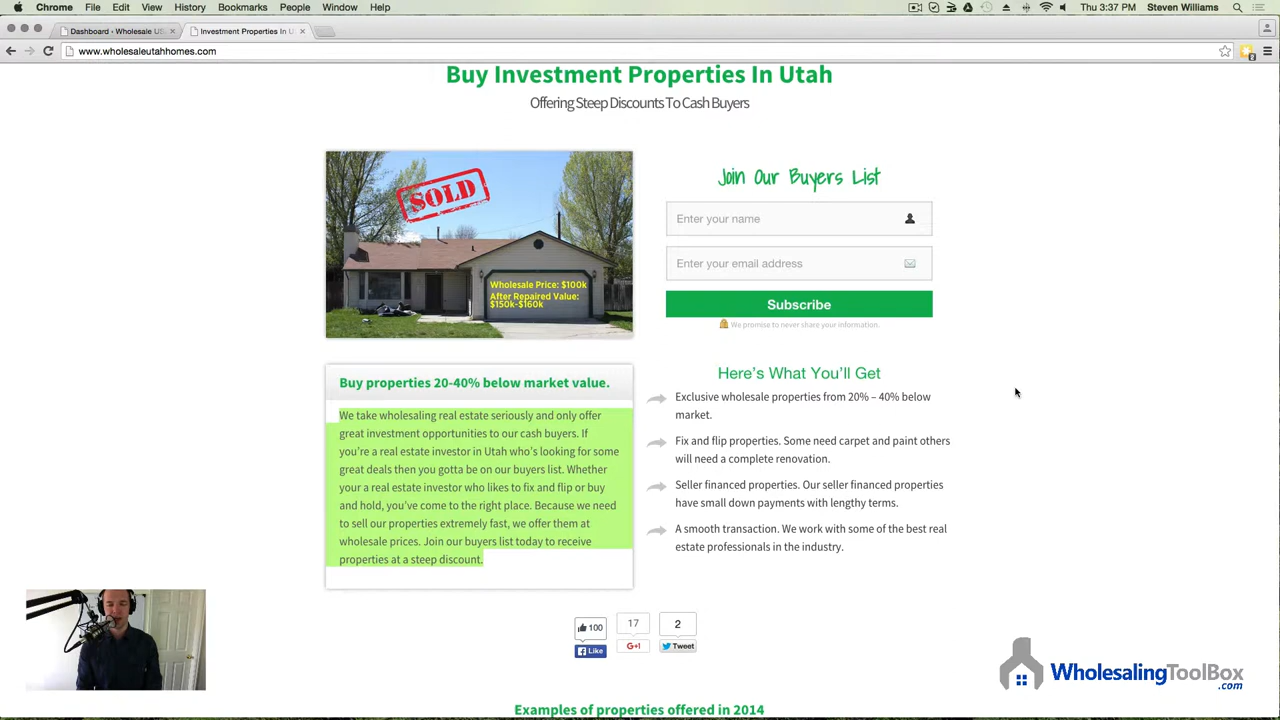 Chrome File Edit View History Bookmarks People Window Help Thu 3:37 PM Steven Williams
Dashboard ‹ Wholesale Ut Investment Properties In U
www.wholesaleutahhomes.com 2
Buy Investment Properties In Utah
Offering Steep Discounts To Cash Buyers
SOLD
Wholesale Price: $100k
After Repaired Value:
$150k-$160k
Join Our Buyers List
Enter your name
Enter your email address
Subscribe
We promise to never share your information.
Buy properties 20-40% below market value.
We take wholesaling real estate seriously and only offer
great investment opportunities to our cash buyers. If
you're a real estate investor in Utah who's looking for some
great deals then you gotta be on our buyers list. Whether
your a real estate investor who likes to fix and flip or buy
and hold, you've come to the right place. Because we need
to sell our properties extremely fast, we offer them at
wholesale prices. Join our buyers list today to receive
properties at a steep discount.
Here's What You'll Get
Exclusive wholesale properties from 20% – 40% below
market.
Fix and flip properties. Some need carpet and paint others
will need a complete renovation.
Seller financed properties. Our seller financed properties
have small down payments with lengthy terms.
A smooth transaction. We work with some of the best real
estate professionals in the industry.
100 17 2
Like G+1 Tweet
WholesalingToolBox
.com
Examples of properties offered in 2014